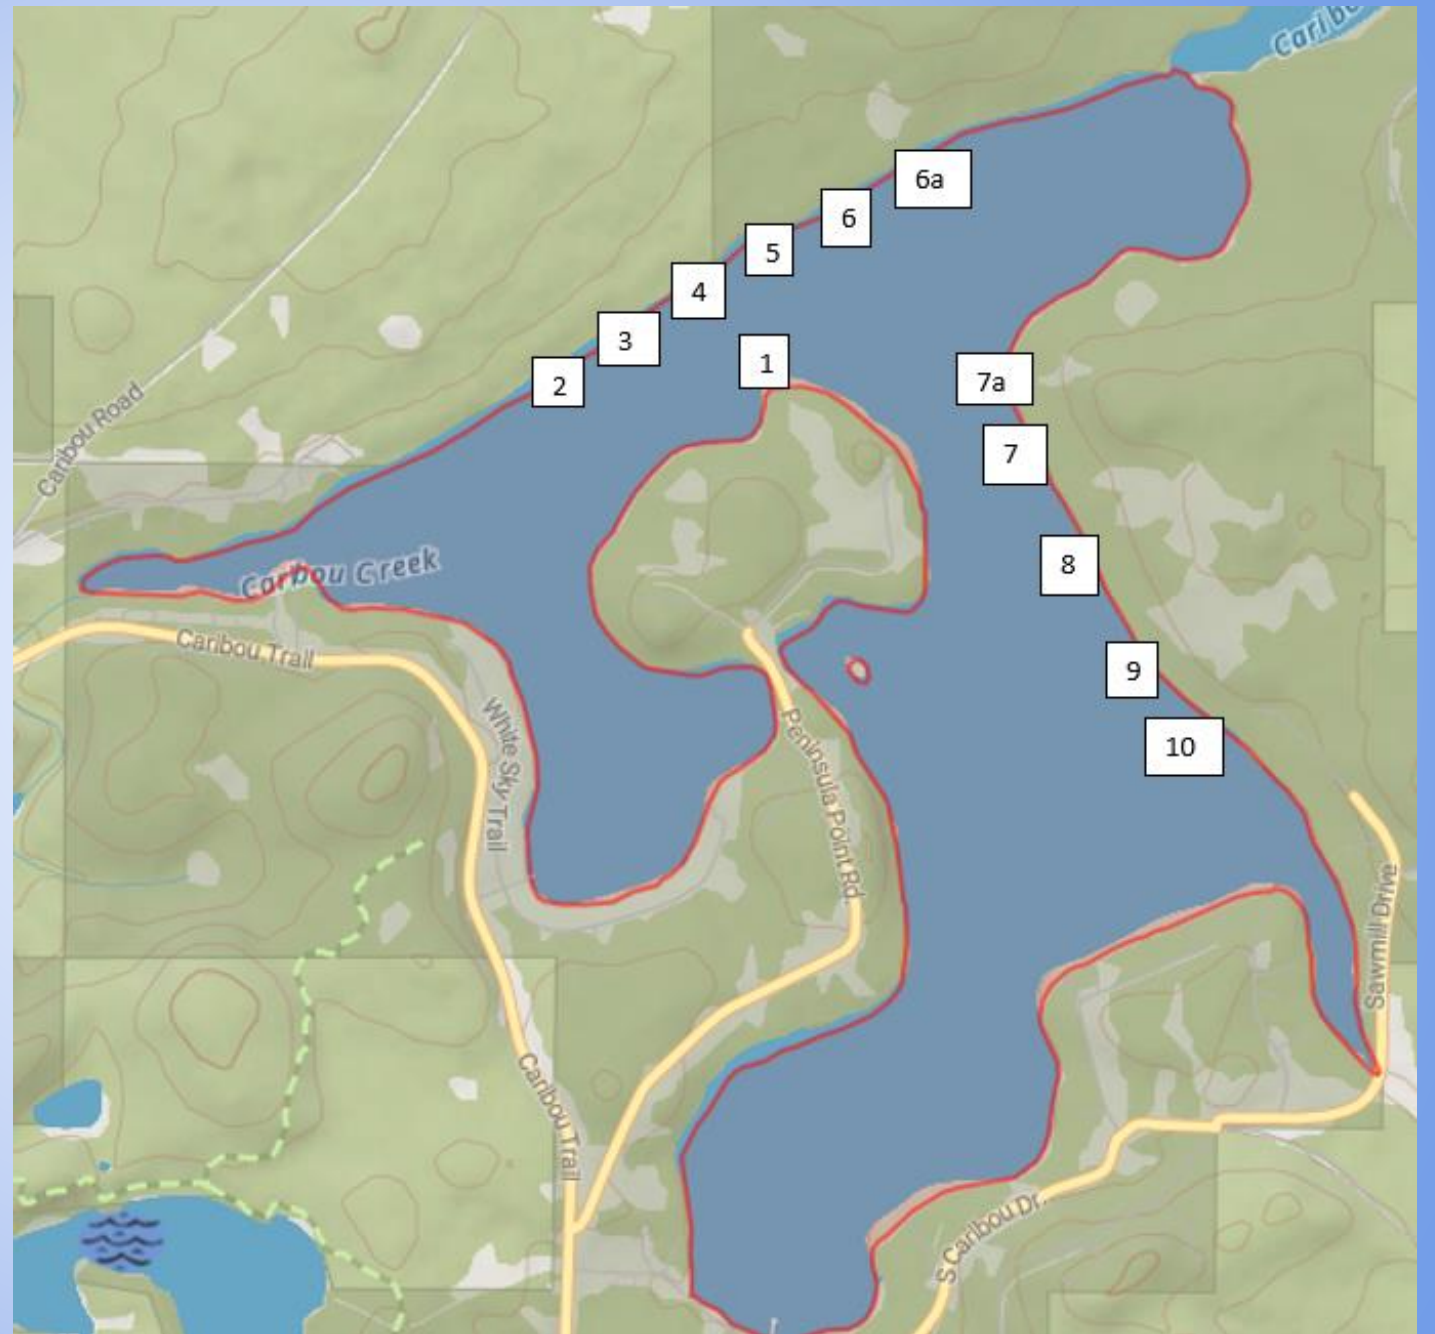 Caribo
6a
6
5
4
3
1
2
7a
7
8
9
10
Caribou Road
Caribou Creek
Caribou Trail
White Sky Trail
Peninsula Point Rd.
Sawmill Drive
Caribou Trail
S Caribou Dr.